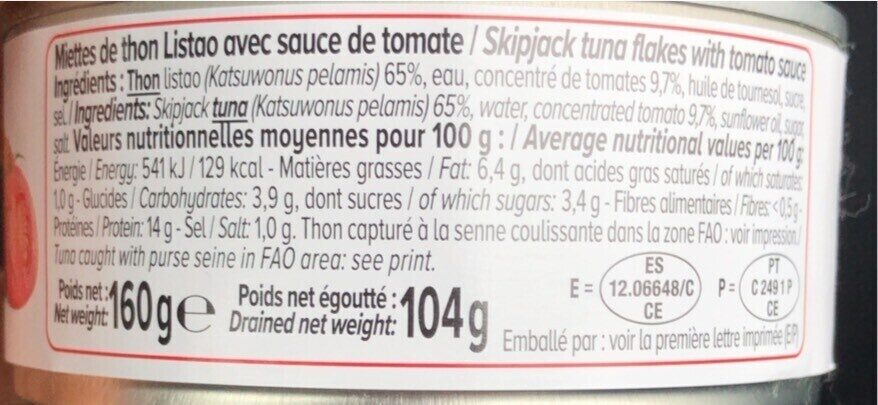 Miettes de thon Listao avec sauce de tomate / Skipjack tuna flakes with tomato sauce
Ingrédients : Thon listao (Katsuwonus pelamis) 65%, eau, concentré de tomates 9,7%, huile de tournesol, sucre,
sel. / Ingredients: Skipjack tuna (Katsuwonus pelamis) 65%, water, concentrated tomato 9,7%, sunflower oil, sugar,
salt. Valeurs nutritionnelles moyennes pour 100 g : / Average nutritional values per 100 g:
Énergie / Energy: 541 kJ / 129 kcal - Matières grasses / Fat: 6,4 g, dont acides gras saturés / of which saturates:
1,0 g - Glucides / Carbohydrates: 3,9 g, dont sucres / of which sugars: 3,4 g - Fibres alimentaires / Fibres: <0,5g -
Protéines / Protein: 14 g - Sel / Salt: 1,0 g. Thon capturé à la senne coulissante dans la zone FAO : voir impression. /
Tuna caught with purse seine in FAO area: see print.
Poids net :
Net weight: 160 g e
Poids net égoutté :
Drained net weight: 104 g
E = ES 12.06648/C CE
P = PT C 2491 P CE
Emballé par : voir la première lettre imprimée (E/P)